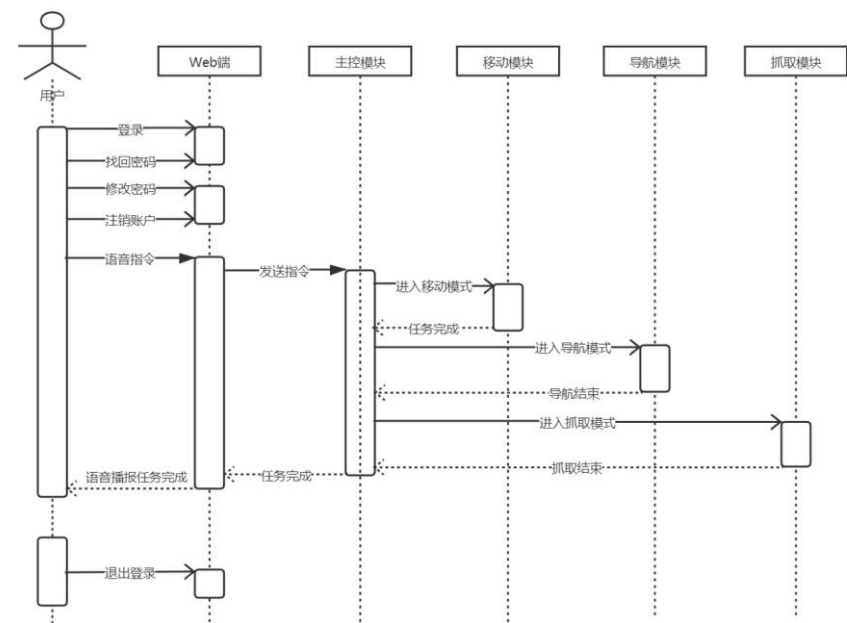 Web端
主控模块
移动模块
导航模块
抓取模块
用户
登录
找回密码
修改密码
注销账户
语音指令
发送指令
进入移动模式
任务完成
进入导航模式
导航结束
进入抓取模式
抓取结束
任务完成
语音播报任务完成
退出登录